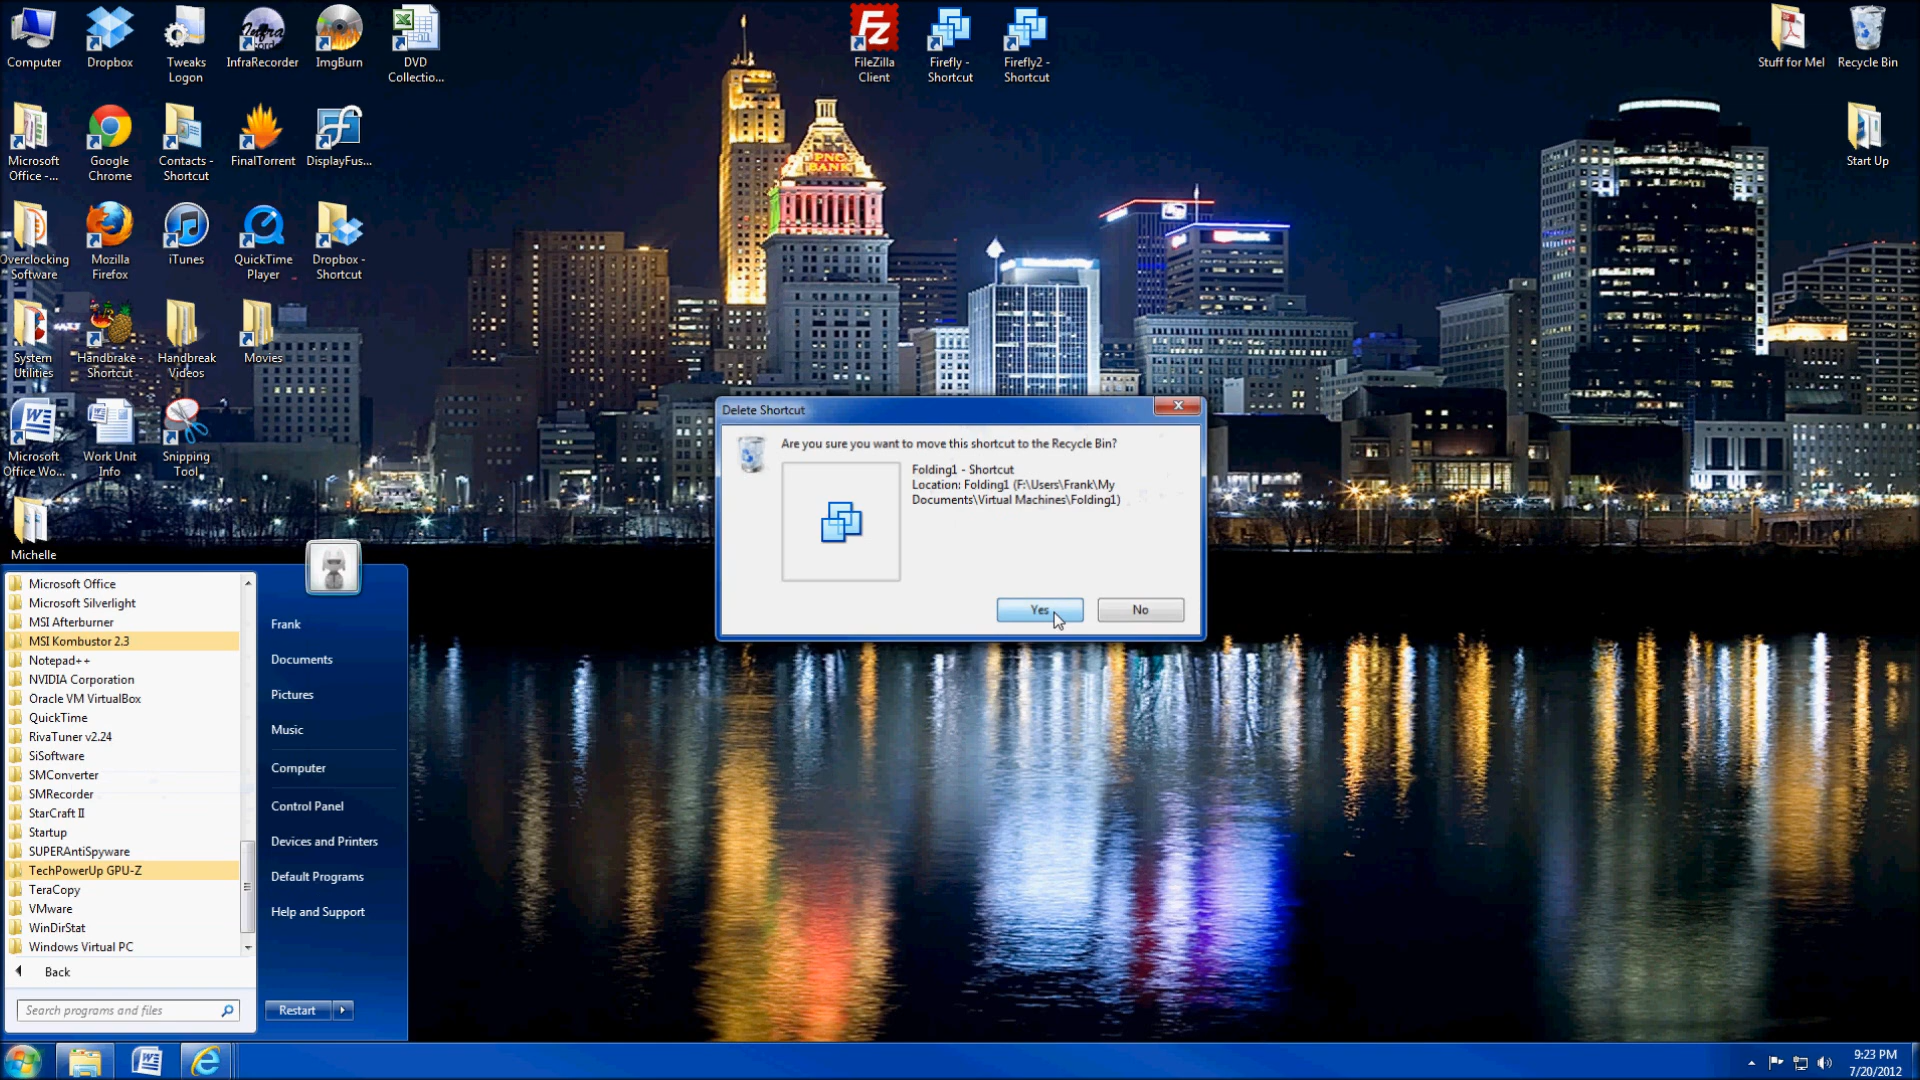 Computer
Dropbox
Tweaks
Logon
InfraRecorder
ImgBurn
DVD
Collectio...
FileZilla
Client
Firefly -
Shortcut
Firefly2 -
Shortcut
Stuff for Me!
Recycle Bin
Microsoft
Office -...
Google
Chrome
Contacts -
Shortcut
FinalTorrent
DisplayFus...
PNC
BANK
Start Up
Overclocking
Software
Mozilla
Firefox
iTunes
QuickTime
Player
Dropbox -
Shortcut
System
Utilities
Handbrake -
Shortcut
Handbreak
Videos
Movies
Microsoft
Office Wo...
Work Unit
Info
Snipping
Tool
Michelle
Delete Shortcut
Are you sure you want to move this shortcut to the Recycle Bin?
Folding1 - Shortcut
Location: Folding1 (F:\Users\Frank\My
Documents\Virtual Machines\Folding1)
Yes
No
Microsoft Office
Microsoft Silverlight
MSI Afterburner
MSI Kombustor 2.3
Notepad++
NVIDIA Corporation
Oracle VM VirtualBox
QuickTime
RivaTuner v2.24
SiSoftware
SMConverter
SMRecorder
StarCraft II
Startup
SUPERAntiSpyware
TechPowerUp GPU-Z
TeraCopy
VMware
WinDirStat
Windows Virtual PC
Back
Search programs and files
Frank
Documents
Pictures
Music
Computer
Control Panel
Devices and Printers
Default Programs
Help and Support
Restart
9:23 PM
7/20/2012